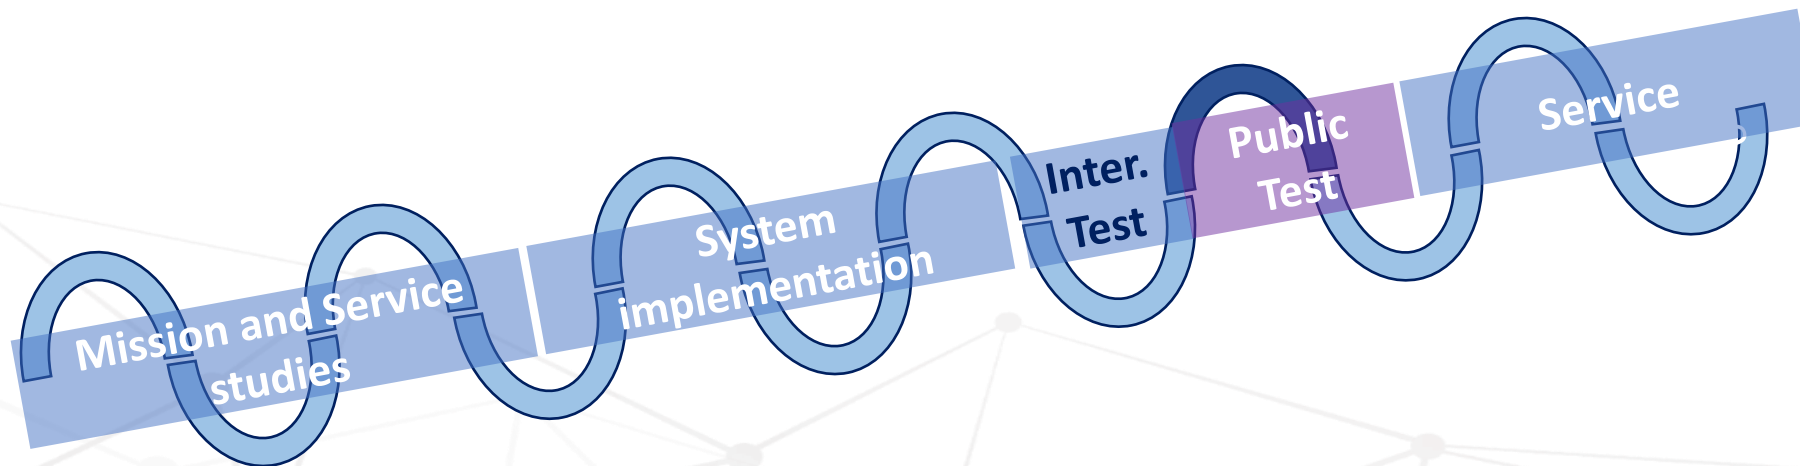 Mission and Service
studies
System
implementation
Inter.
Test
Public
Test
Service